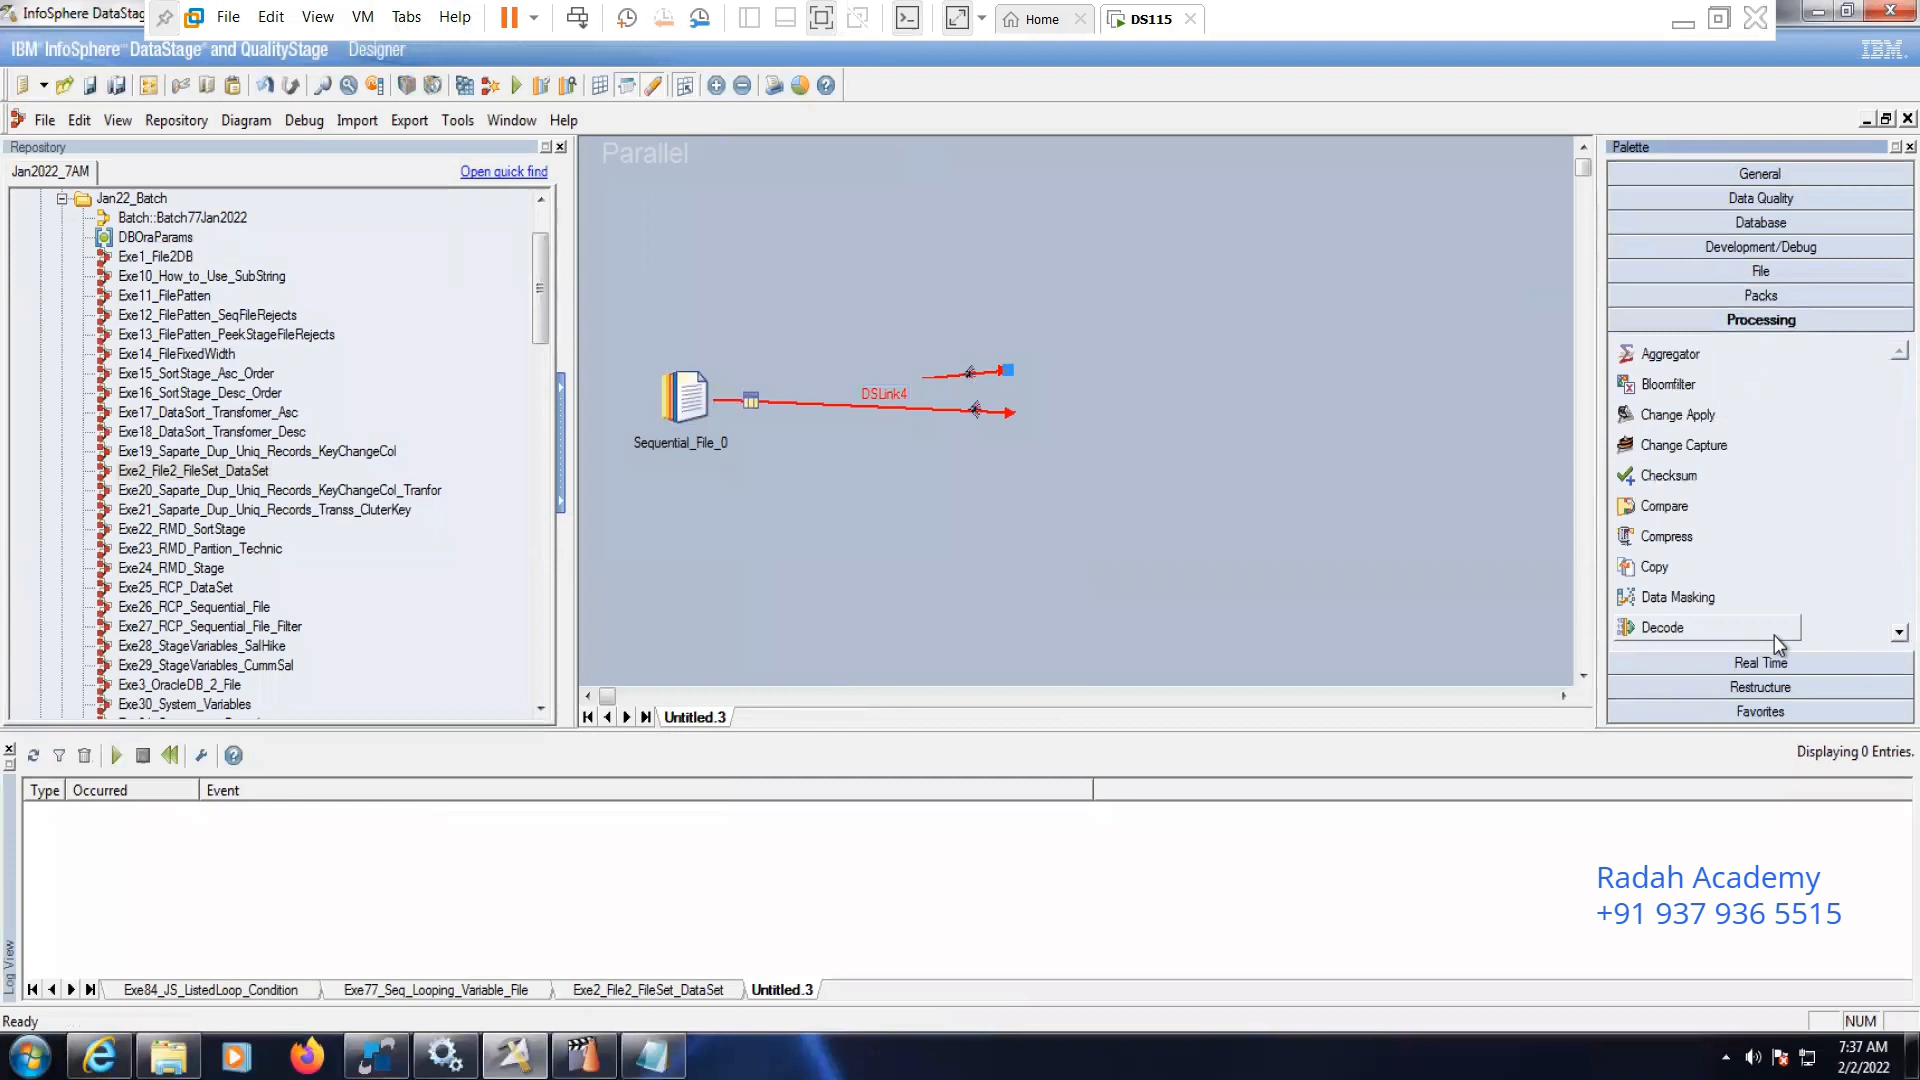 InfoSphere DataStag
File Edit View VM Tabs Help
Home
DS115
IBM InfoSphere DataStage and QualityStage Designer
IBM.
File Edit View Repository Diagram Debug Import Export Tools Window Help
Repository
Jan2022_7AM
Open quick find
Jan22_Batch
Batch::Batch77Jan2022
DBOraParams
Exe1_File2DB
Exe10_How_to_Use_SubString
Exe11_FilePatten
Exe12_FilePatten_SeqFileRejects
Exe13_FilePatten_PeekStageFileRejects
Exe14_FileFixedWidth
Exe15_SortStage_Asc_Order
Exe16_SortStage_Desc_Order
Exe17_DataSort_Transfomer_Asc
Exe18_DataSort_Transfomer_Desc
Exe19_Saparte_Dup_Uniq_Records_KeyChangeCol
Exe2_File2_FileSet_DataSet
Exe20_Saparte_Dup_Uniq_Records_KeyChangeCol_Tranfor
Exe21_Saparte_Dup_Uniq_Records_Transs_CluterKey
Exe22_RMD_SortStage
Exe23_RMD_Parition_Technic
Exe24_RMD_Stage
Exe25_RCP_DataSet
Exe26_RCP_Sequential_File
Exe27_RCP_Sequential_File_Filter
Exe28_StageVariables_SalHike
Exe29_StageVariables_CummSal
Exe3_OracleDB_2_File
Exe30_System_Variables
Parallel
DSLink4
Sequential_File_0
Untitled.3
Palette
General
Data Quality
Database
Development/Debug
File
Packs
Processing
Aggregator
Bloomfilter
Change Apply
Change Capture
Checksum
Compare
Compress
Copy
Data Masking
Decode
Real Time
Restructure
Favorites
Displaying 0 Entries.
Type Occurred Event
Radah Academy
+91 937 936 5515
Log View
Exe84_JS_ListedLoop_Condition
Exe77_Seq_Looping_Variable_File
Exe2_File2_FileSet_DataSet
Untitled.3
Ready
NUM
7:37 AM
2/2/2022